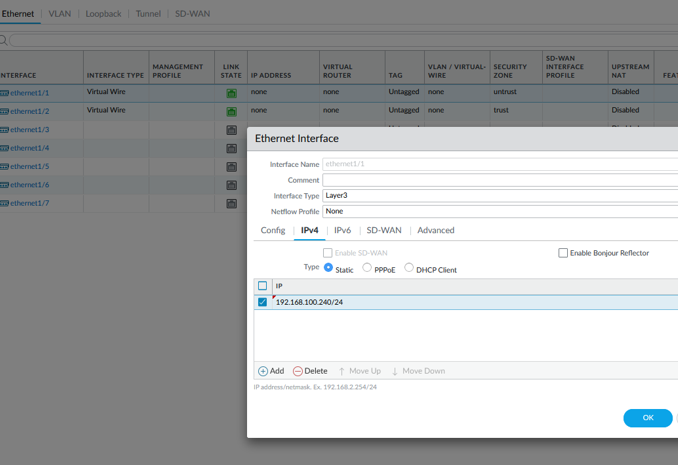 Ethernet VLAN Loopback Tunnel SD-WAN
INTERFACE INTERFACE TYPE MANAGEMENT PROFILE LINK STATE IP ADDRESS VIRTUAL ROUTER TAG VLAN / VIRTUAL-WIRE SECURITY ZONE SD-WAN INTERFACE PROFILE UPSTREAM NAT
ethernet1/1 Virtual Wire none none Untagged none untrust Disabled
ethernet1/2 Virtual Wire none none Untagged none trust Disabled
ethernet1/3
ethernet1/4
ethernet1/5
ethernet1/6
ethernet1/7
Ethernet Interface
Interface Name ethernet1/1
Comment
Interface Type Layer3
Netflow Profile None
Config IPv4 IPv6 SD-WAN Advanced
Enable SD-WAN Enable Bonjour Reflector
Type Static PPPoE DHCP Client
IP
192.168.100.240/24
Add Delete Move Up Move Down
IP address/netmask. Ex. 192.168.2.254/24
OK